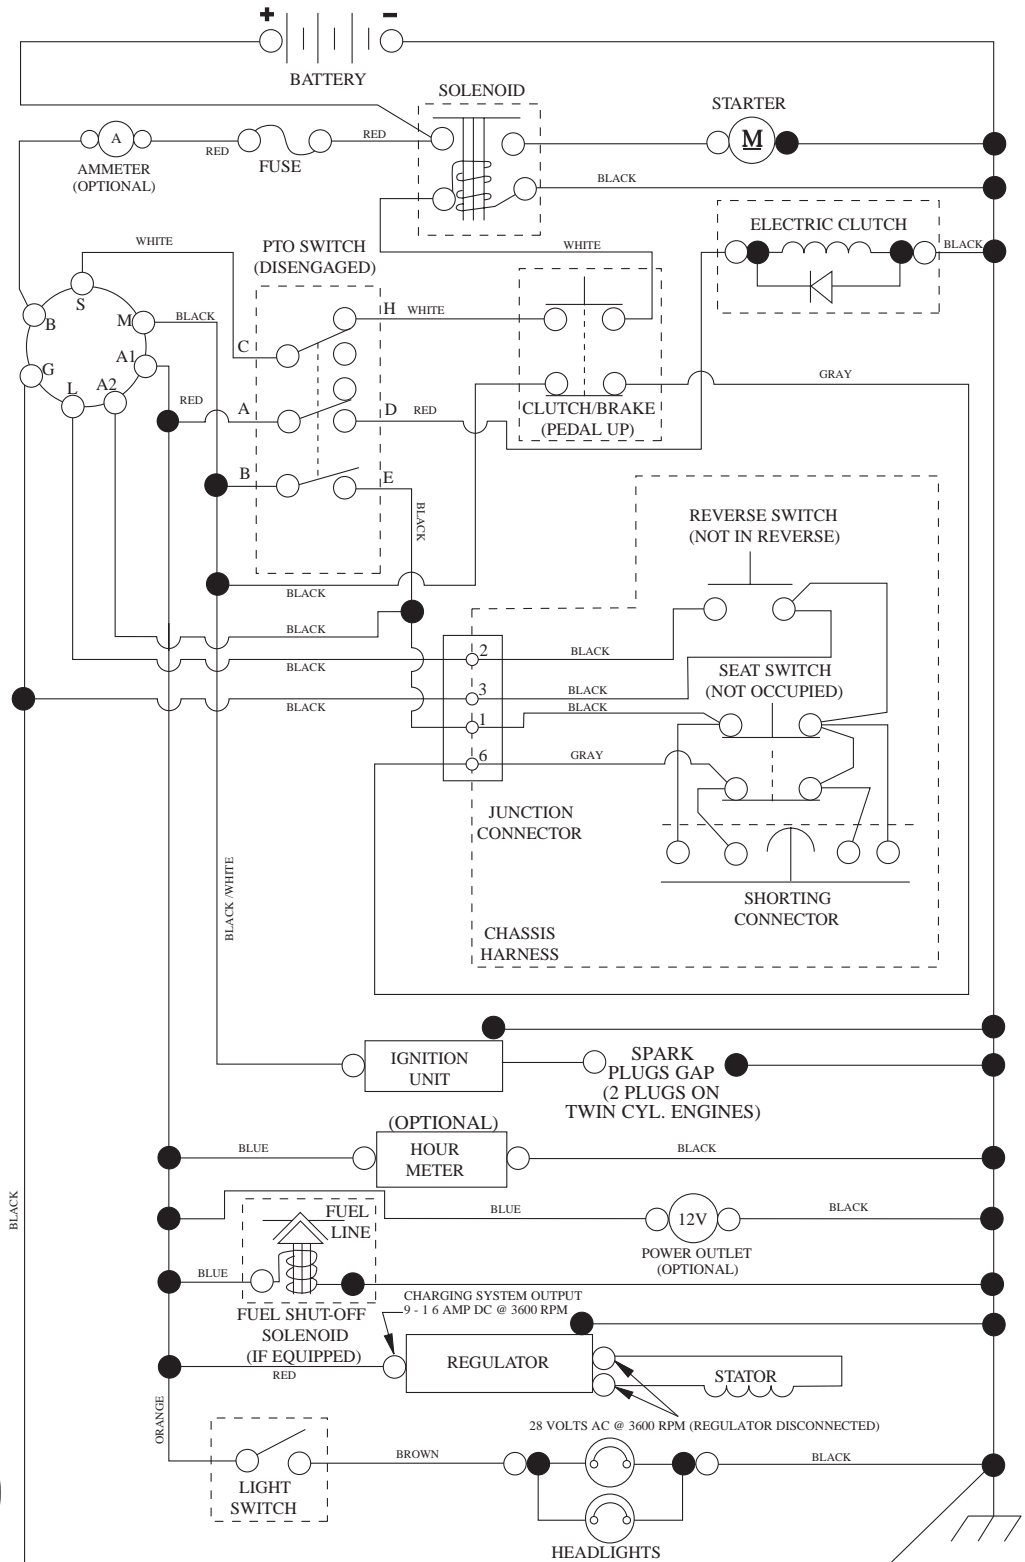 + −
BATTERY
SOLENOID
STARTER
A
RED
FUSE
RED
M
AMMETER
(OPTIONAL)
BLACK
WHITE
PTO SWITCH
(DISENGAGED)
WHITE
ELECTRIC CLUTCH
BLACK
S
B
M
BLACK
H
WHITE
C
G
A1
L
A2
RED
A
D
RED
GRAY
CLUTCH/BRAKE
(PEDAL UP)
B
E
BLACK
REVERSE SWITCH
(NOT IN REVERSE)
BLACK
BLACK
BLACK
2
BLACK
SEAT SWITCH
(NOT OCCUPIED)
3
BLACK
BLACK
BLACK
1
6
GRAY
JUNCTION
CONNECTOR
BLACK /WHITE
SHORTING
CONNECTOR
CHASSIS
HARNESS
IGNITION
UNIT
SPARK
PLUGS GAP
(2 PLUGS ON
TWIN CYL. ENGINES)
(OPTIONAL)
HOUR
METER
BLUE
BLACK
BLACK
FUEL
LINE
BLUE
12V
BLACK
POWER OUTLET
(OPTIONAL)
BLUE
CHARGING SYSTEM OUTPUT
9 - 1 6 AMP DC @ 3600 RPM
FUEL SHUT-OFF
SOLENOID
(IF EQUIPPED)
RED
REGULATOR
STATOR
ORANGE
28 VOLTS AC @ 3600 RPM (REGULATOR DISCONNECTED)
BROWN
BLACK
LIGHT
SWITCH
HEADLIGHTS